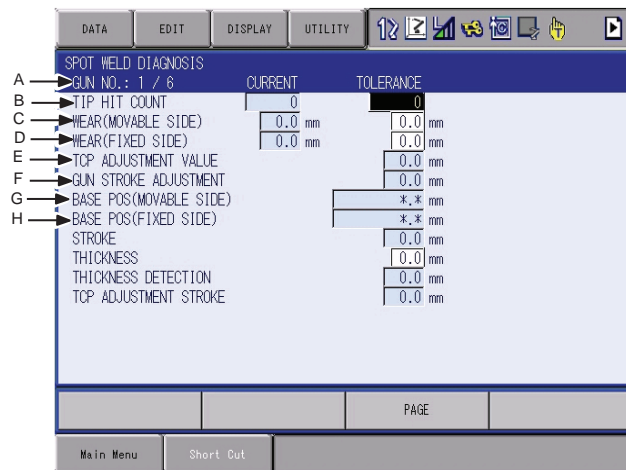 DATA EDIT DISPLAY UTILITY
SPOT WELD DIAGNOSIS
A GUN NO.: 1 / 6 CURRENT TOLERANCE
B TIP HIT COUNT 0 0
C WEAR(MOVABLE SIDE) 0.0 mm 0.0 mm
D WEAR(FIXED SIDE) 0.0 mm 0.0 mm
E TCP ADJUSTMENT VALUE 0.0 mm
F GUN STROKE ADJUSTMENT 0.0 mm
G BASE POS(MOVABLE SIDE) *.* mm
H BASE POS(FIXED SIDE) *.* mm
STROKE 0.0 mm
THICKNESS 0.0 mm
THICKNESS DETECTION 0.0 mm
TCP ADJUSTMENT STROKE 0.0 mm
PAGE
Main Menu Short Cut